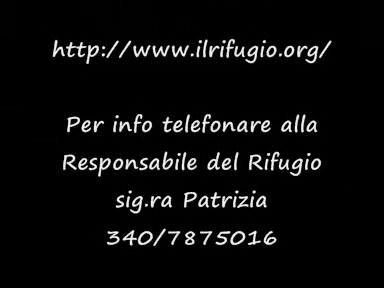 http://www.ilrifugio.org/
Per info telefonare alla
Responsabile del Rifugio
sig.ra Patrizia
340/7875016